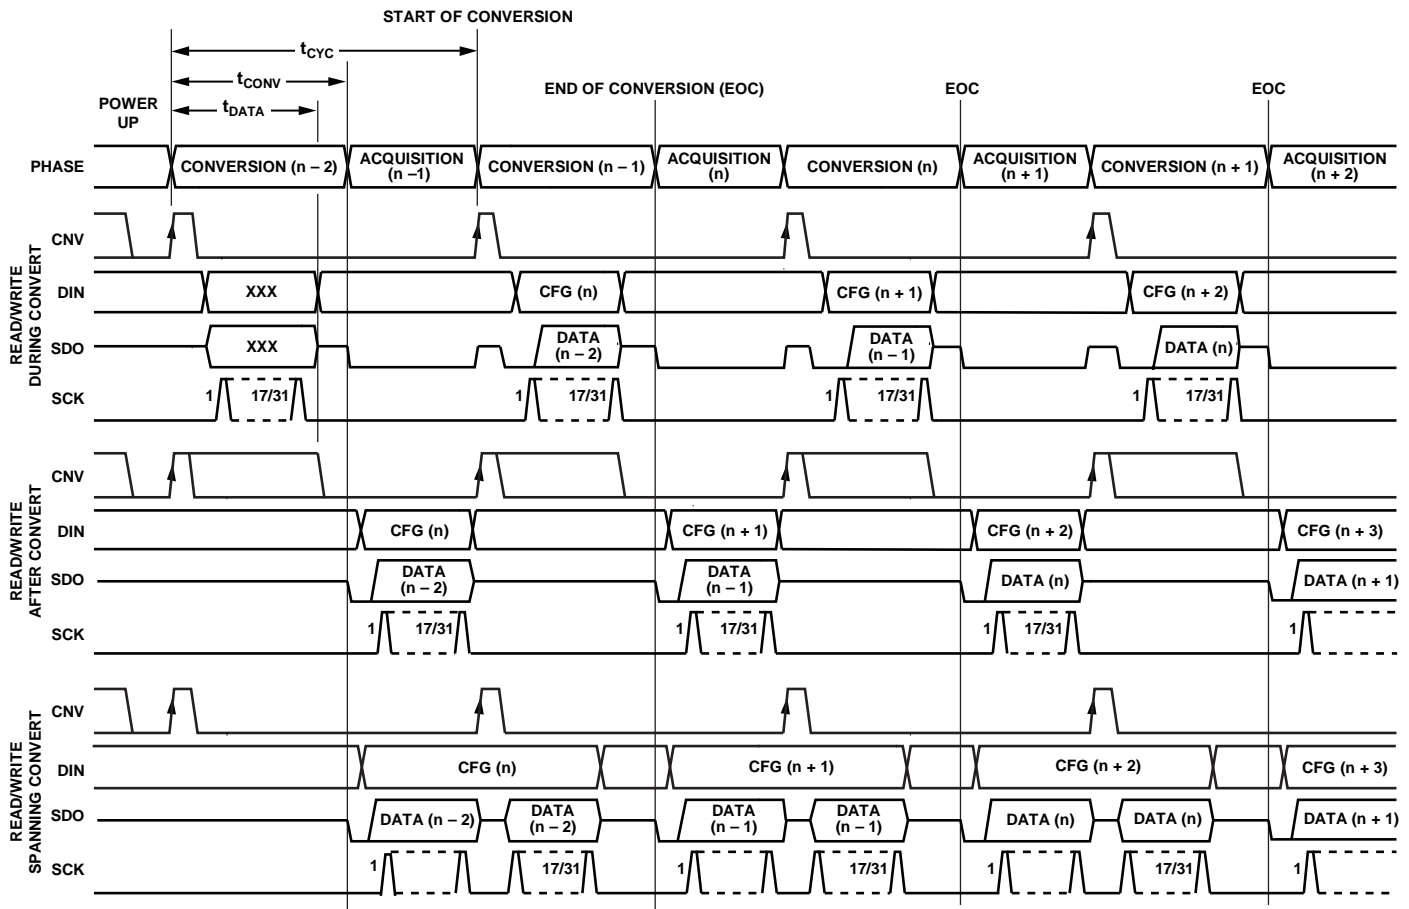 START OF CONVERSION
tCYC
tCONV
END OF CONVERSION (EOC)
EOC
EOC
POWER
UP
tDATA
PHASE
CONVERSION (n – 2)
ACQUISITION
(n –1)
CONVERSION (n – 1)
ACQUISITION
(n)
CONVERSION (n)
ACQUISITION
(n + 1)
CONVERSION (n + 1)
ACQUISITION
(n + 2)
READ/WRITE
DURING CONVERT
CNV
DIN
XXX
CFG (n)
CFG (n + 1)
CFG (n + 2)
SDO
XXX
DATA
(n – 2)
DATA
(n – 1)
DATA (n)
SCK
1
17/31
1
17/31
1
17/31
1
17/31
READ/WRITE
AFTER CONVERT
CNV
DIN
CFG (n)
CFG (n + 1)
CFG (n + 2)
CFG (n + 3)
SDO
DATA
(n – 2)
DATA
(n – 1)
DATA (n)
DATA (n + 1)
SCK
1
17/31
1
17/31
1
17/31
1
READ/WRITE
SPANNING CONVERT
CNV
DIN
CFG (n)
CFG (n + 1)
CFG (n + 2)
CFG (n + 3)
SDO
DATA (n – 2)
DATA
(n – 2)
DATA
(n – 1)
DATA
(n – 1)
DATA (n)
DATA (n)
DATA (n + 1)
SCK
1
17/31
1
17/31
1
17/31
1